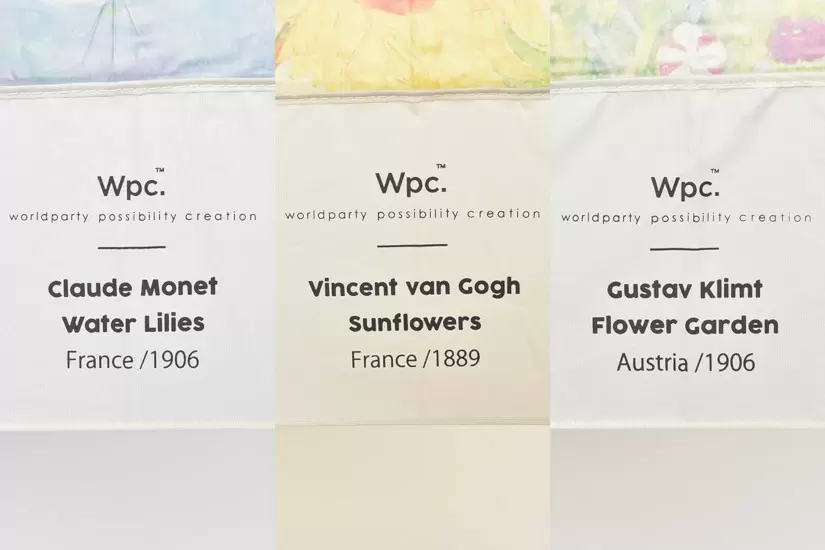 Wpc.™
worldparty possibility creation
Claude Monet
Water Lilies
France /1906
Wpc.™
worldparty possibility creation
Vincent van Gogh
Sunflowers
France /1889
Wpc.™
worldparty possibility creation
Gustav Klimt
Flower Garden
Austria /1906